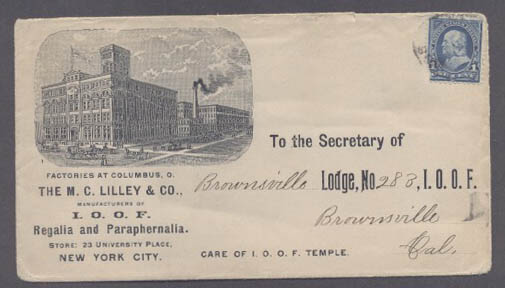 FACTORIES AT COLUMBUS, O.
THE M. C. LILLEY & CO.,
MANUFACTURERS OF
I. O. O. F.
Regalia and Paraphernalia.
STORE: 23 UNIVERSITY PLACE,
NEW YORK CITY.
To the Secretary of
Brownsville Lodge, No 283, I. O. O. F.
Brownsville
Cal.
CARE OF I. O. O. F. TEMPLE.